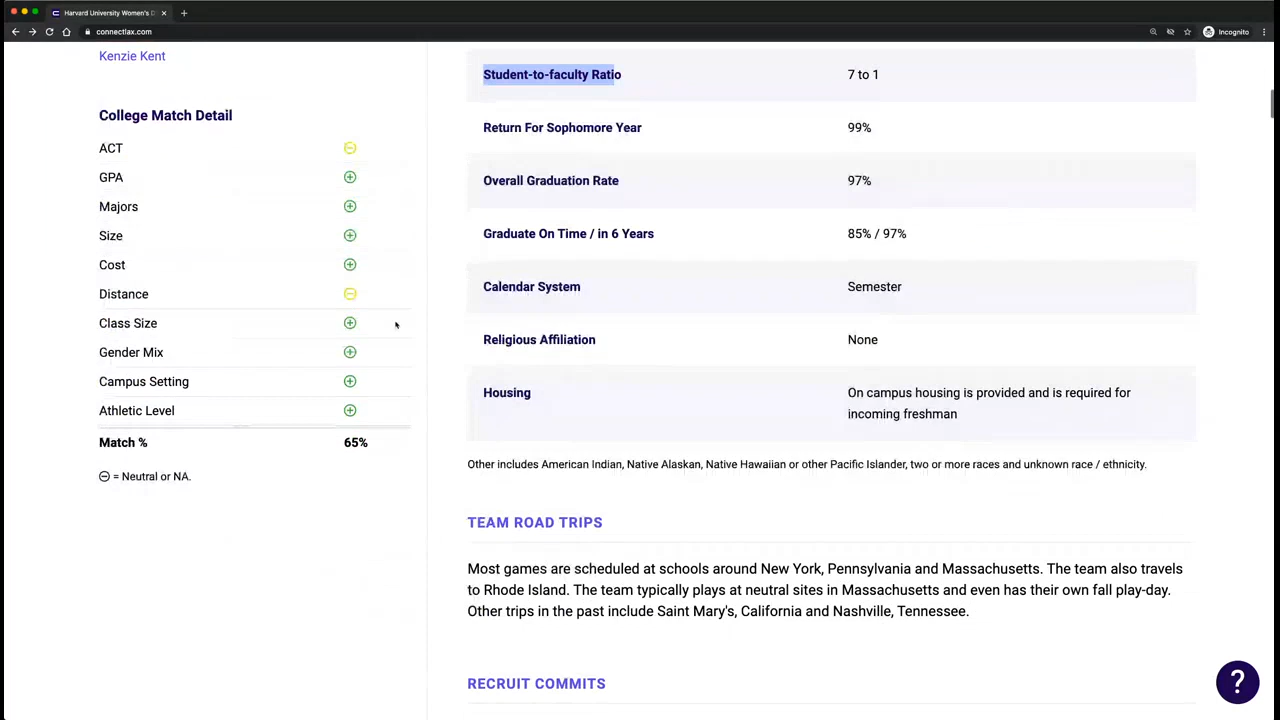 Harvard University Women's D
connectlax.com
Incognito
Kenzie Kent
College Match Detail
ACT
GPA
Majors
Size
Cost
Distance
Class Size
Gender Mix
Campus Setting
Athletic Level
Match % 65%
= Neutral or NA.
Student-to-faculty Ratio 7 to 1
Return For Sophomore Year 99%
Overall Graduation Rate 97%
Graduate On Time / in 6 Years 85% / 97%
Calendar System Semester
Religious Affiliation None
Housing On campus housing is provided and is required for
incoming freshman
Other includes American Indian, Native Alaskan, Native Hawaiian or other Pacific Islander, two or more races and unknown race / ethnicity.
TEAM ROAD TRIPS
Most games are scheduled at schools around New York, Pennsylvania and Massachusetts. The team also travels
to Rhode Island. The team typically plays at neutral sites in Massachusetts and even has their own fall play-day.
Other trips in the past include Saint Mary's, California and Nashville, Tennessee.
RECRUIT COMMITS
?